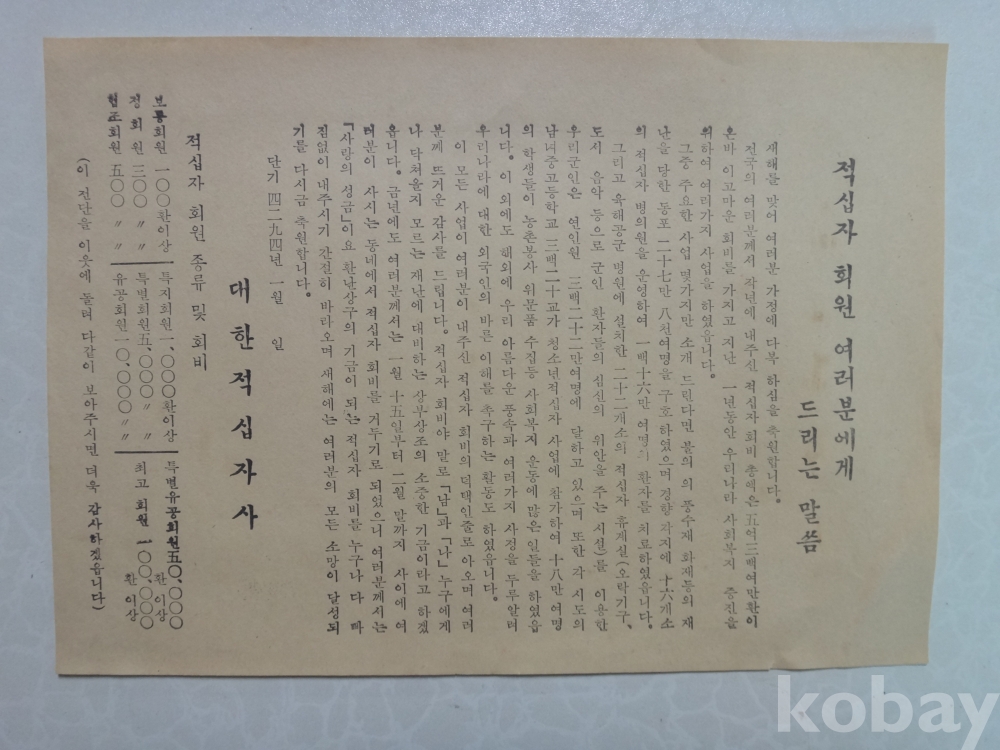 적십자 회원 여러분에게
드리는 말씀
새해를 맞어 여러분 가정에 다복 하심을 축원합니다.
전국의 여러분께서 작년에 내주신 적십자회비 총액은 五억三백여만환이
온바 이고마운 회비를 가지고 지난 一년동안 우리나라 사회복지 증진을
위하여 여러가지 사업을 하였읍니다.
그중 주요한 사업 몇가지만 소개 드린다면 불의의 풍수재 화재등의 재
난을 당한 동포 二十七만 八천여명을 구호하였으며 경향 각지에 十六개소
의 적십자 병의원을 운영하여 一백十六만 여명의 환자를 치료하였읍니다.
그리고 육해공군 병원에 설치한 二十二개소의 적십자 휴게실(오락기구,
도서 음악 등으로 군인 환자들의 심신의 위안을 주는시설)를 이용한
우리군인은 연인원 三백二十二만여명에 달하고 있으며 또한 각 시도의
남녀중고등학교 三백二十교가 청소년적십자 사업에 참가하여 十八만여명
의 학생들이 농촌봉사 위문품 수집등 사회복지 운동에 많은 일들을 하였읍
니다. 이 외에도 해외에 우리 아름다운 풍속과 여러가지 사정을 두루알려
우리나라에 대한 외국인의 바른 이해를 촉구하는 활동도 하였읍니다.
이 모든 사업이 여러분이 내주신 적십자 회비의 덕택인줄로 아오며 여러
분께 뜨거운 감사를 드립니다. 적십자 회비야 말로 「남」과 「나」 누구에게
나 닥쳐올지 모르는 재난에 대비하는 상부상조의 소중한 기금이라고 하겠
읍니다. 금년에도 여러분께서는 一월 十五일부터 二월 말까지 사이에 여
러분이 사시는 동네에서 적십자 회비를 거두기로 되었으니 여러분께서는
「사랑의 성금」이요 환난상구의 기금이 되는 적십자 회비를 누구나 다 빠
짐없이 내주시기 간절히 바라오며 새해에는 여러분의 모든 소망이 달성되
기를 다시금 축원합니다.
단기 四二九四년 一월 일
대한적십자사
적십자 회원 종류 및 회비
보통회원 一〇〇환이상 특지회원 一、〇〇〇환이상 특별유공회원五〇、〇〇〇환 이상
정 회원 三〇〇 〃 〃 특별회원五、〇〇〇〃 〃 최고 회원 一〇〇、〇〇〇환 이상
협조회원 五〇〇 〃 〃 유공회원一〇、〇〇〇〃〃
(이 전단을 이웃에 돌려 다같이 보아주시면 더욱 감사하겠읍니다)
kobay